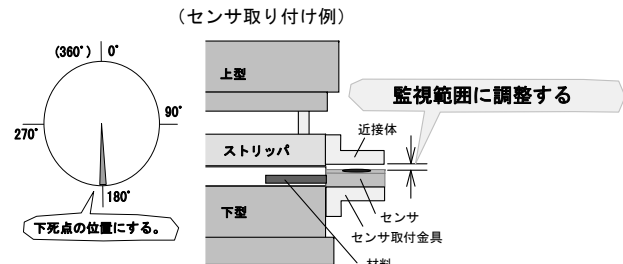 （センサ取り付け例）
(360°) 0°
90°
270°
180°
下死点の位置にする。
上型
ストリッパ
下型
監視範囲に調整する
近接体
センサ
センサ取付金具
材料